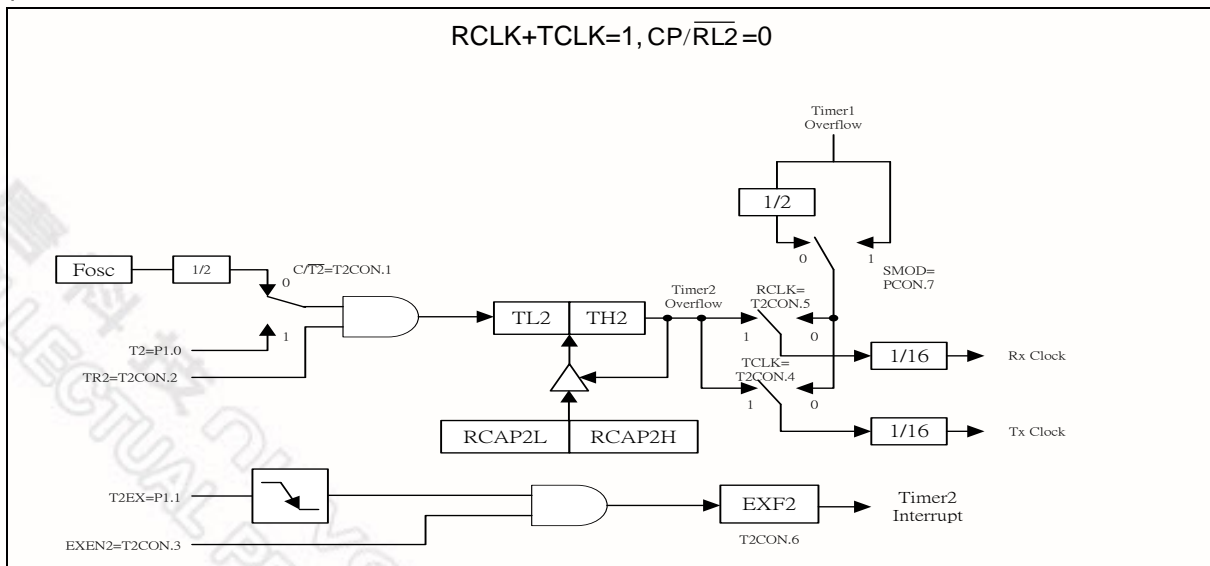 RCLK+TCLK=1, CP/RL2=0
Timer1
Overflow
1/2
0
1
SMOD=
PCON.7
Fosc
1/2
C/T2=T2CON.1
0
1
T2=P1.0
TR2=T2CON.2
TL2
TH2
Timer2
Overflow
RCLK=
T2CON.5
1
0
1/16
Rx Clock
TCLK=
T2CON.4
1
0
1/16
Tx Clock
RCAP2L
RCAP2H
T2EX=P1.1
EXEN2=T2CON.3
EXF2
T2CON.6
Timer2
Interrupt